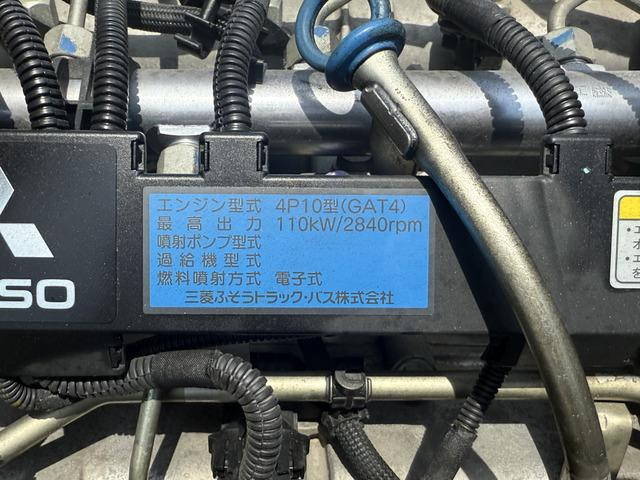 エンジン型式 4P10型(GAT4)
最高出力 110kW/2840rpm
噴射ポンプ型式
過給機型式
燃料噴射方式 電子式
三菱ふそうトラック・バス株式会社
SO